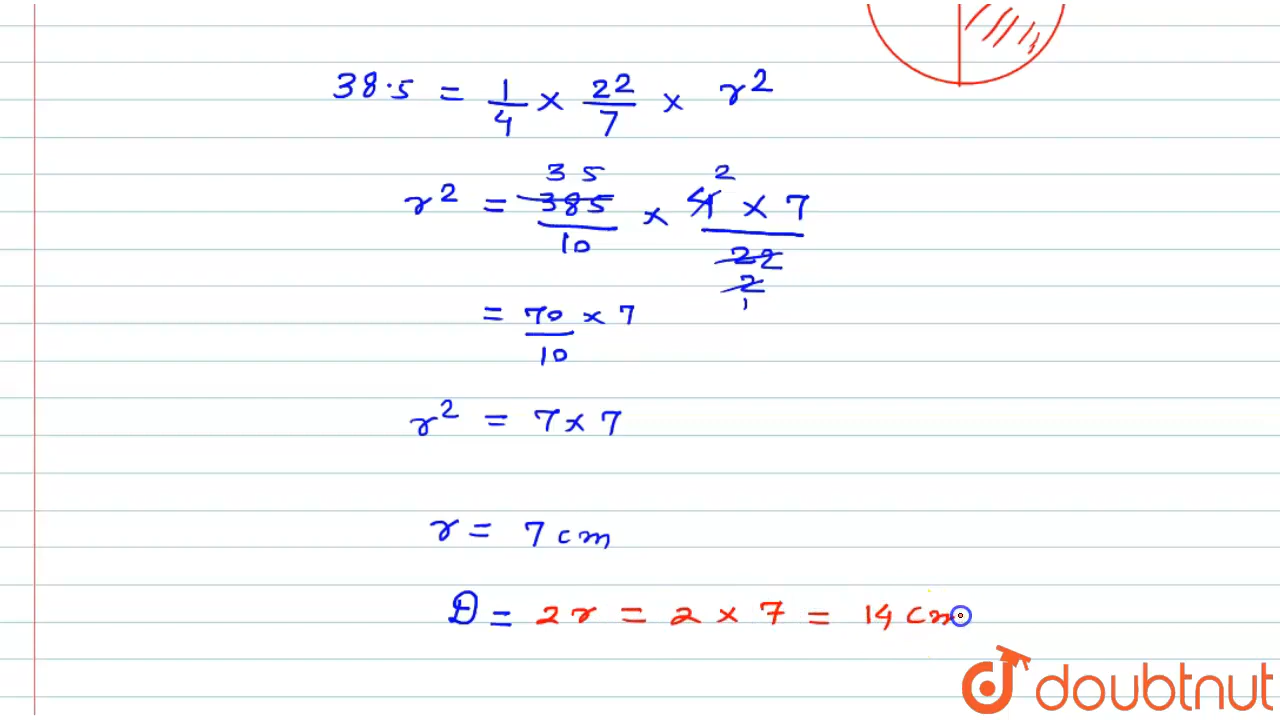 38.5 = 1/4 × 22/7 × r²
35 2
r² = 385/10 × 4 × 7/22
2
1
= 70/10 × 7
r² = 7 × 7
r = 7 cm
D = 2r = 2 × 7 = 14 cm
doubtnut